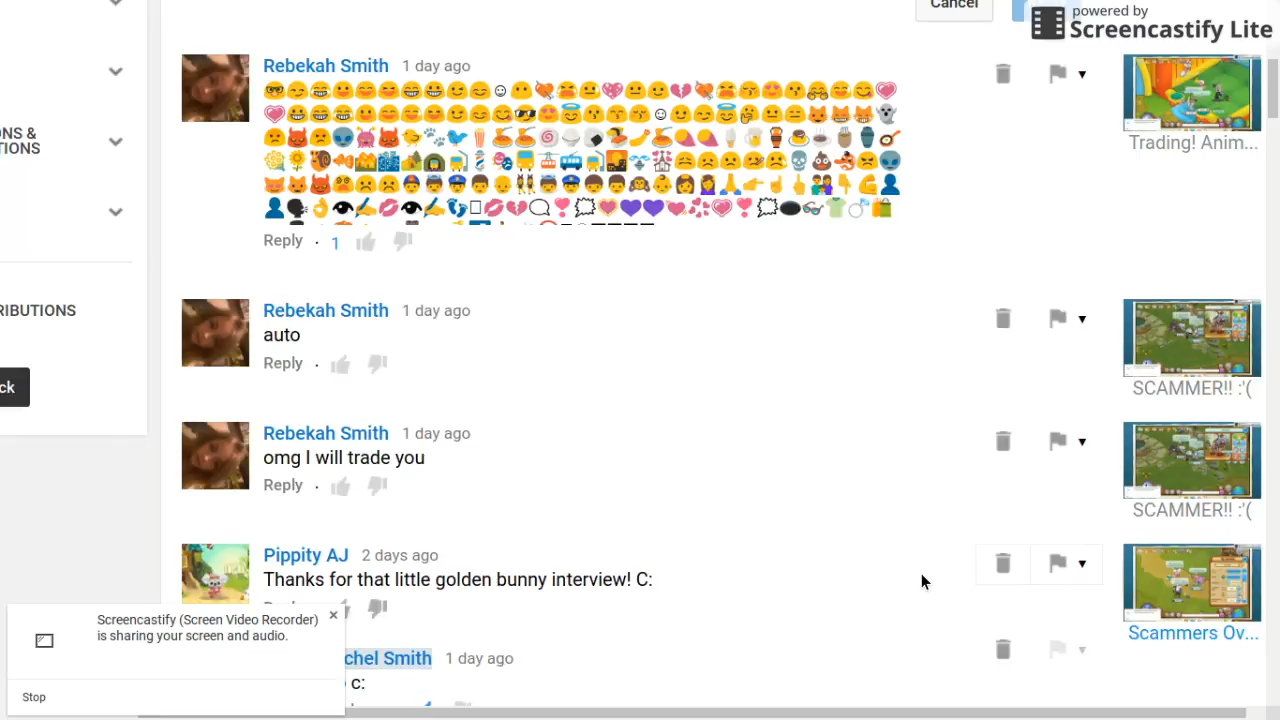 Cancel
powered by
Screencastify Lite
Rebekah Smith 1 day ago
Trading! Anim...
ONS &
TIONS
Reply · 1
Rebekah Smith 1 day ago
auto
Reply ·
SCAMMER!! :'(
RIBUTIONS
ck
Rebekah Smith 1 day ago
omg I will trade you
Reply ·
SCAMMER!! :'(
Pippity AJ 2 days ago
Thanks for that little golden bunny interview! C:
Scammers Ov...
Screencastify (Screen Video Recorder)
is sharing your screen and audio.
Stop
chel Smith 1 day ago
c: